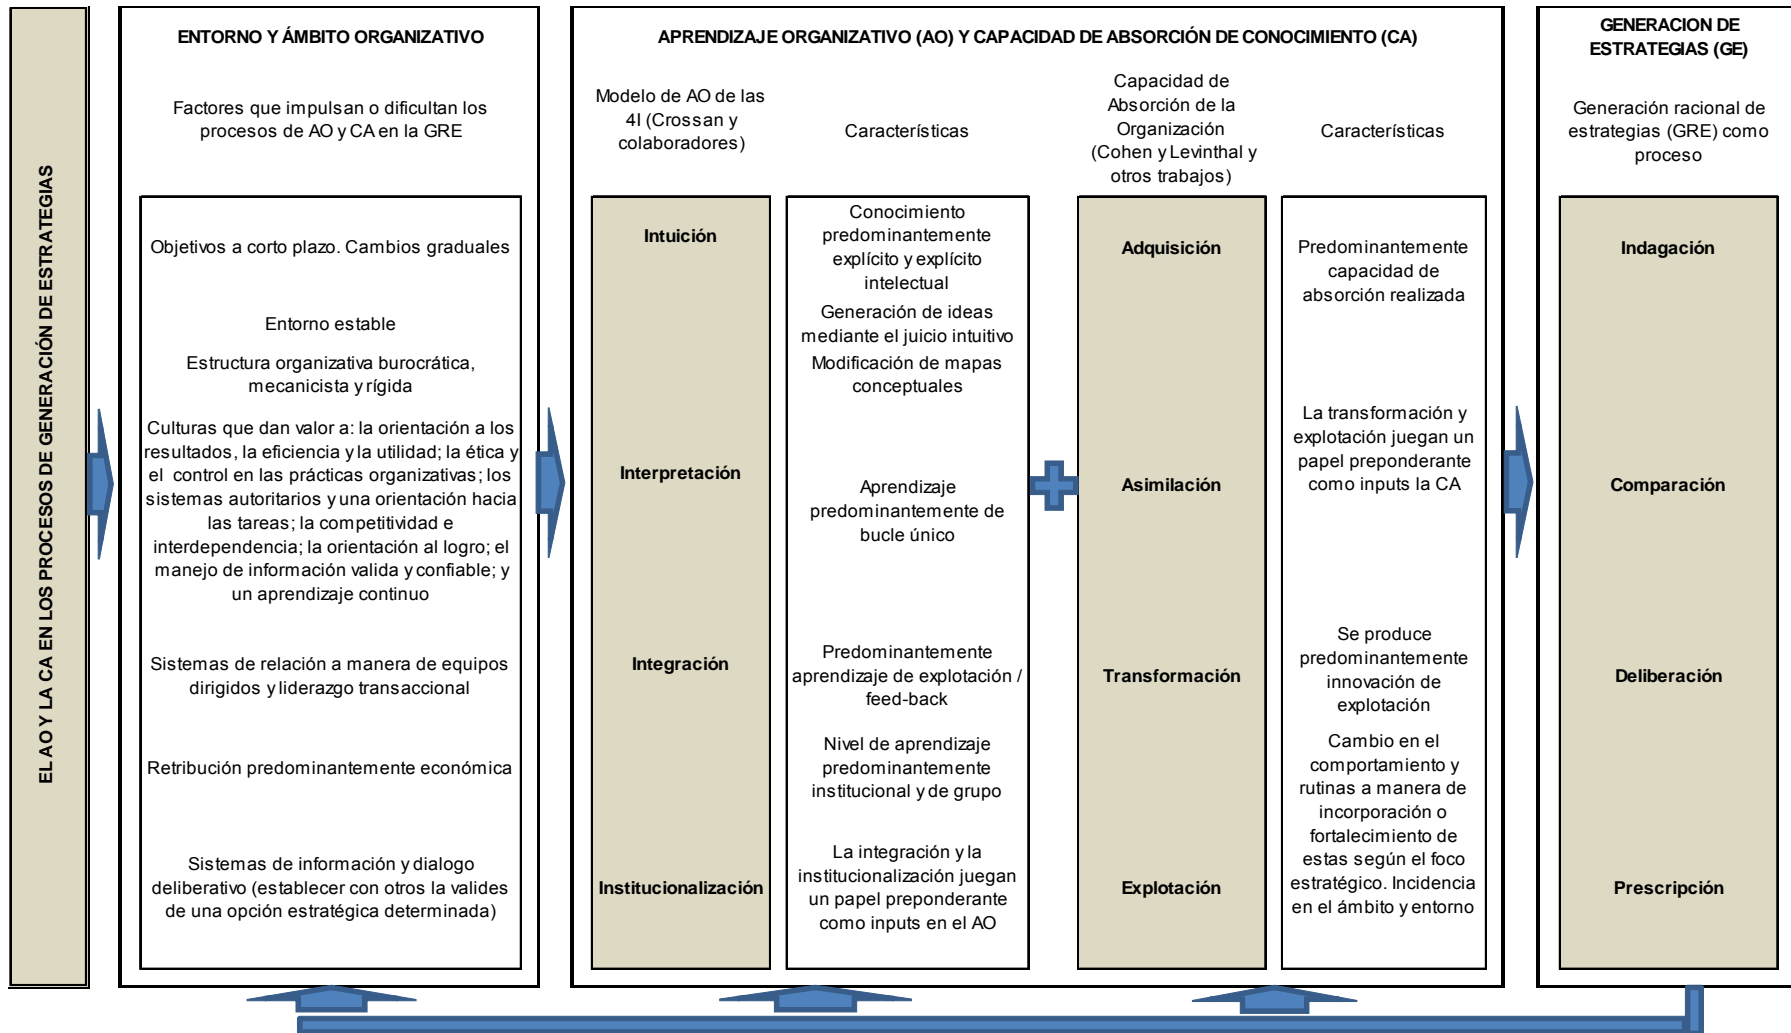 EL AO Y LA CA EN LOS PROCESOS DE GENERACIÓN DE ESTRATEGIAS
ENTORNO Y ÁMBITO ORGANIZATIVO
Factores que impulsan o dificultan los
procesos de AO y CA en la GRE
Objetivos a corto plazo. Cambios graduales
Entorno estable
Estructura organizativa burocrática,
mecanicista y rígida
Culturas que dan valor a: la orientación a los
resultados, la eficiencia y la utilidad; la ética y
el control en las prácticas organizativas; los
sistemas autoritarios y una orientación hacia
las tareas; la competitividad e
interdependencia; la orientación al logro; el
manejo de información valida y confiable; y
un aprendizaje continuo
Sistemas de relación a manera de equipos
dirigidos y liderazgo transaccional
Retribución predominantemente económica
Sistemas de información y dialogo
deliberativo (establecer con otros la valides
de una opción estratégica determinada)
APRENDIZAJE ORGANIZATIVO (AO) Y CAPACIDAD DE ABSORCIÓN DE CONOCIMIENTO (CA)
Modelo de AO de las
4I (Crossan y
colaboradores)
Intuición
Interpretación
Integración
Institucionalización
Características
Conocimiento
predominantemente
explícito y explícito
intelectual
Generación de ideas
mediante el juicio intuitivo
Modificación de mapas
conceptuales
Aprendizaje
predominantemente de
bucle único
Predominantemente
aprendizaje de explotación /
feed-back
Nivel de aprendizaje
predominantemente
institucional y de grupo
La integración y la
institucionalización juegan
un papel preponderante
como inputs en el AO
Capacidad de
Absorción de la
Organización
(Cohen y Levinthal y
otros trabajos)
Adquisición
Asimilación
Transformación
Explotación
Características
Predominantemente
capacidad de
absorción realizada
La transformación y
explotación juegan un
papel preponderante
como inputs la CA
Se produce
predominantemente
innovación de
explotación
Cambio en el
comportamiento y
rutinas a manera de
incorporación o
fortalecimiento de
estas según el foco
estratégico. Incidencia
en el ámbito y entorno
GENERACION DE
ESTRATEGIAS (GE)
Generación racional de
estrategias (GRE) como
proceso
Indagación
Comparación
Deliberación
Prescripción